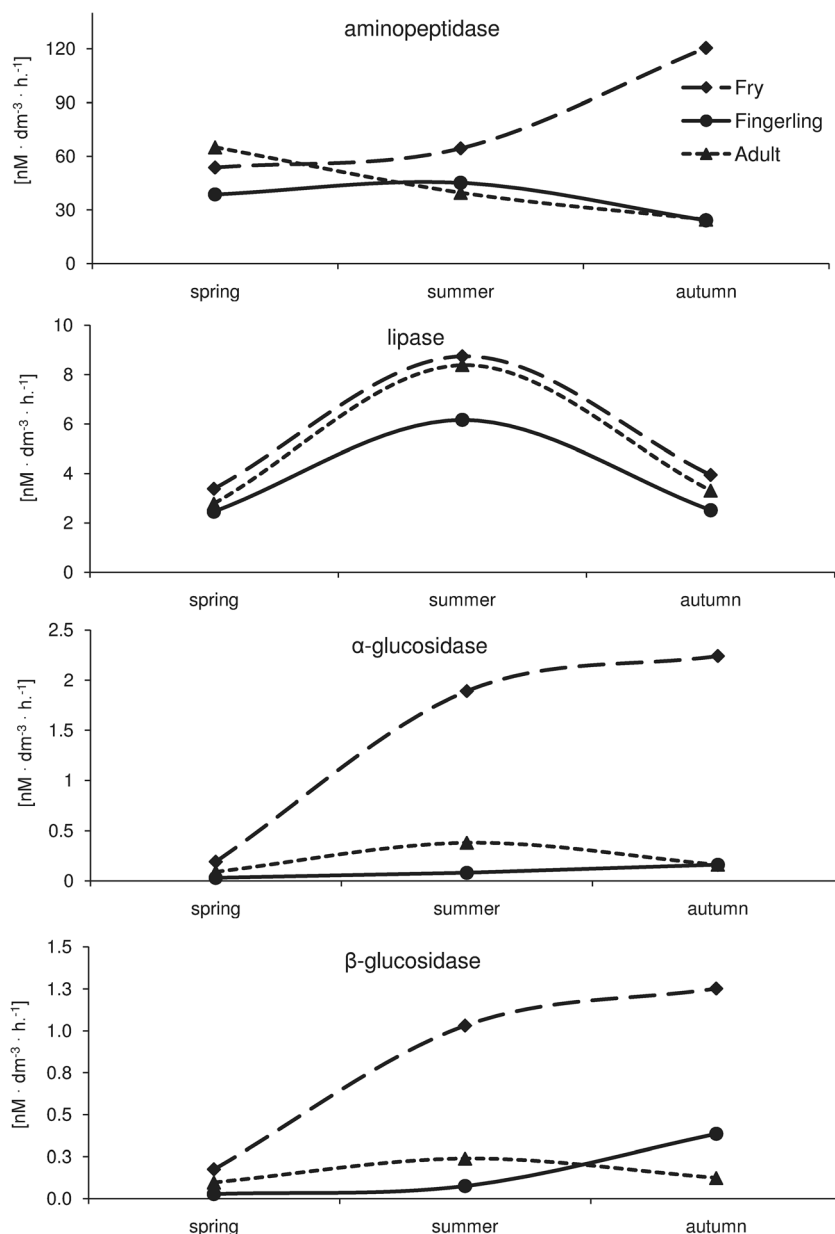 aminopeptidase
[nM · dm⁻³ · h.⁻¹]
120
90
60
30
0
Fry
Fingerling
Adult
spring summer autumn
lipase
[nM · dm⁻³ · h.⁻¹]
10
8
6
4
2
0
spring summer autumn
α-glucosidase
[nM · dm⁻³ · h.⁻¹]
2.5
2
1.5
1
0.5
0
spring summer autumn
β-glucosidase
[nM · dm⁻³ · h.⁻¹]
1.5
1.3
1.0
0.8
0.5
0.3
0.0
spring summer autumn